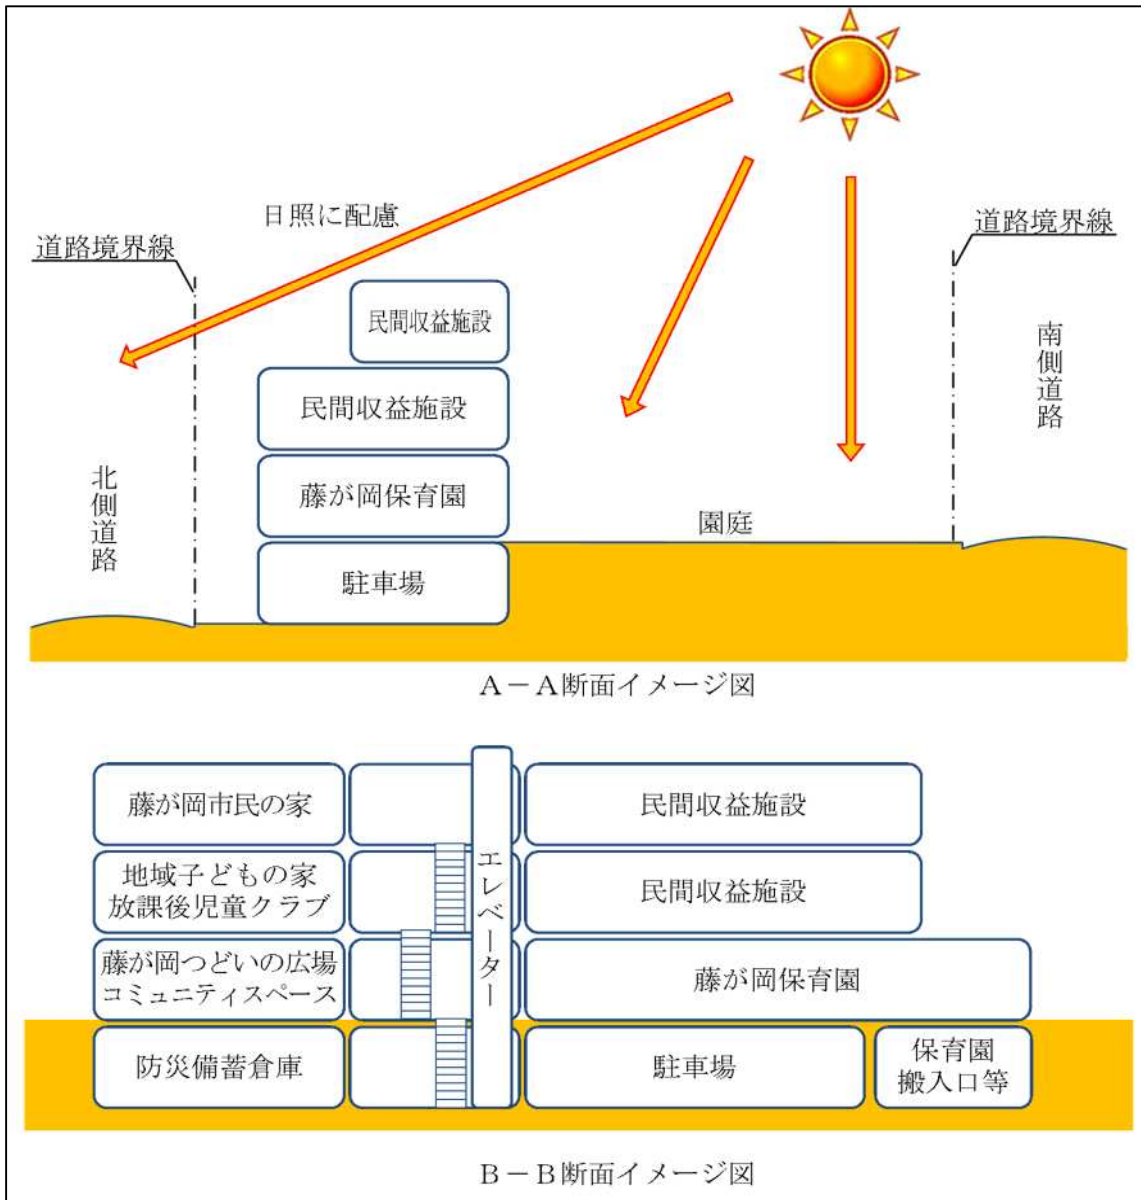 日照に配慮
道路境界線
道路境界線
民間収益施設
南側道路
民間収益施設
北側道路
藤が岡保育園
園庭
駐車場
A-A断面イメージ図
藤が岡市民の家
民間収益施設
エレベーター
地域子どもの家
放課後児童クラブ
民間収益施設
藤が岡つどいの広場
コミュニティスペース
藤が岡保育園
防災備蓄倉庫
駐車場
保育園
搬入口等
B-B断面イメージ図